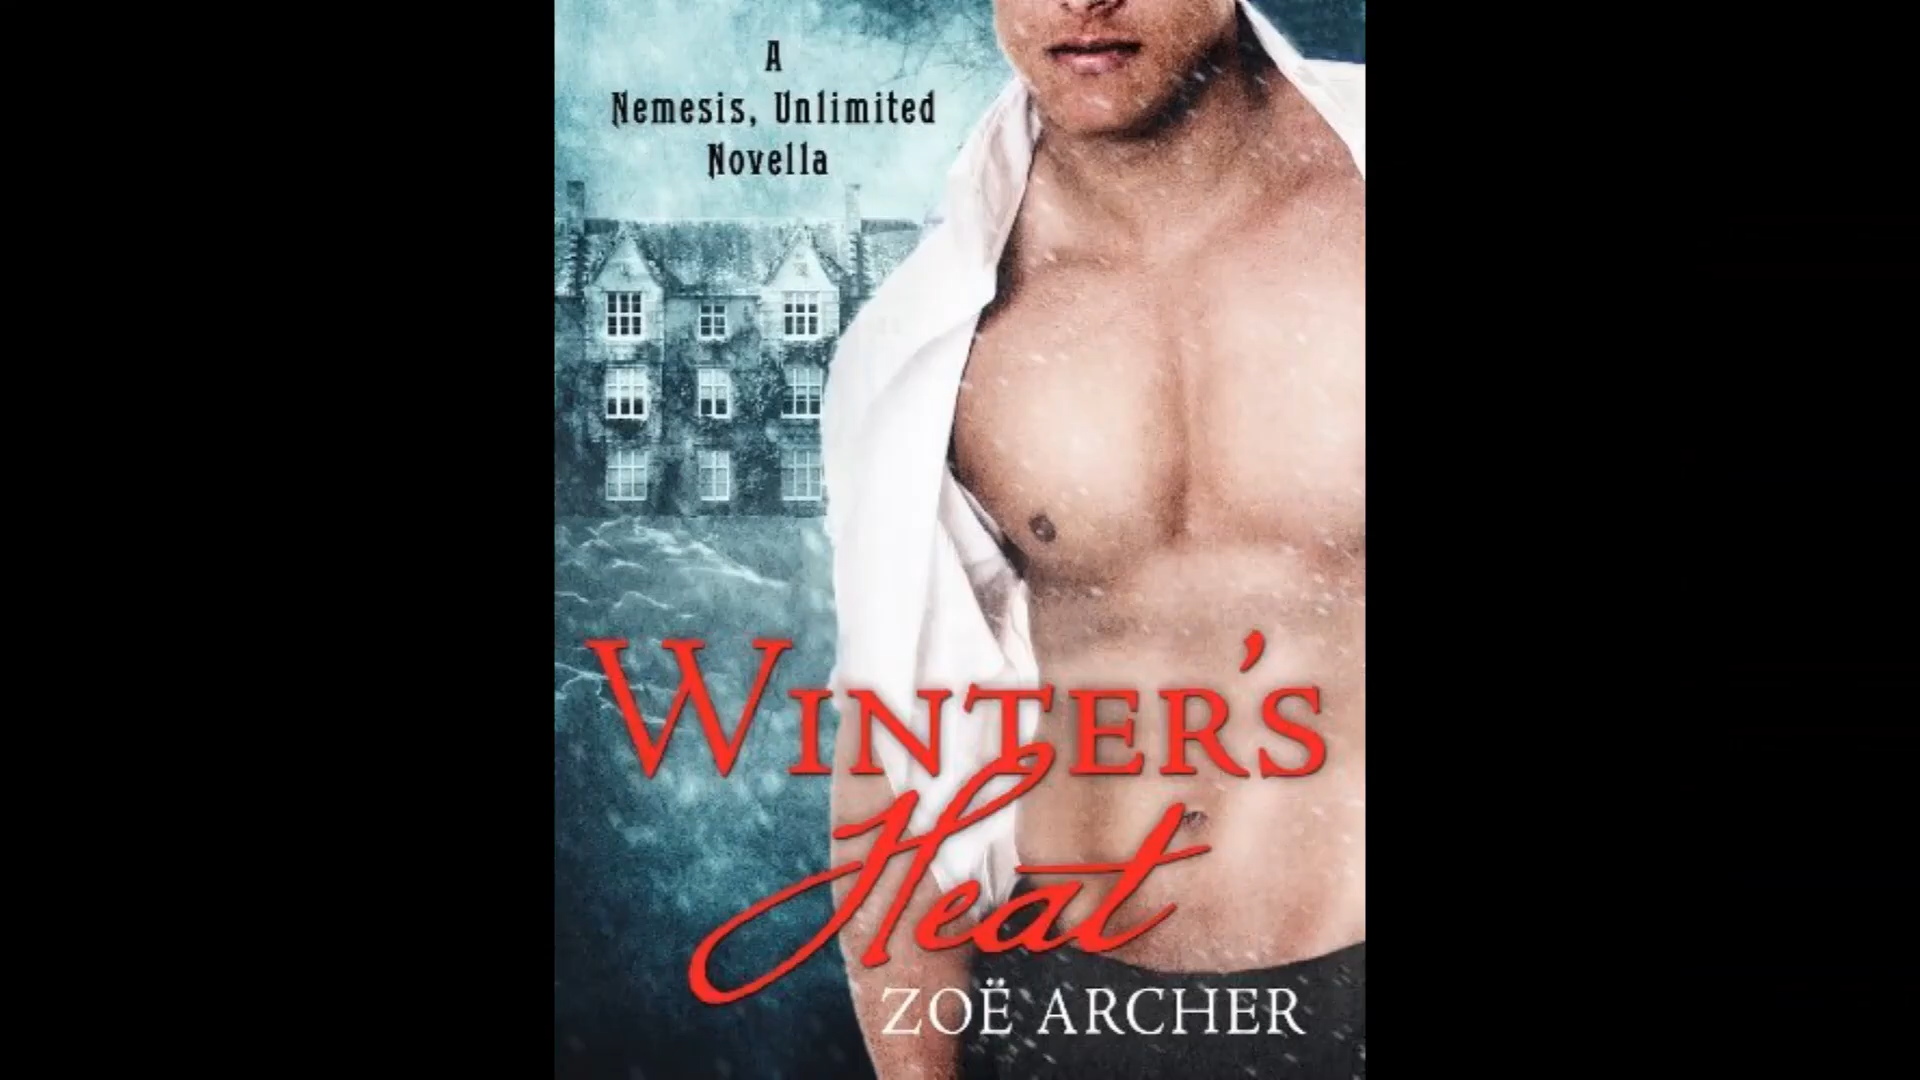 A
Nemesis, Unlimited
Novella
WINTER'S
Heat
ZOË ARCHER